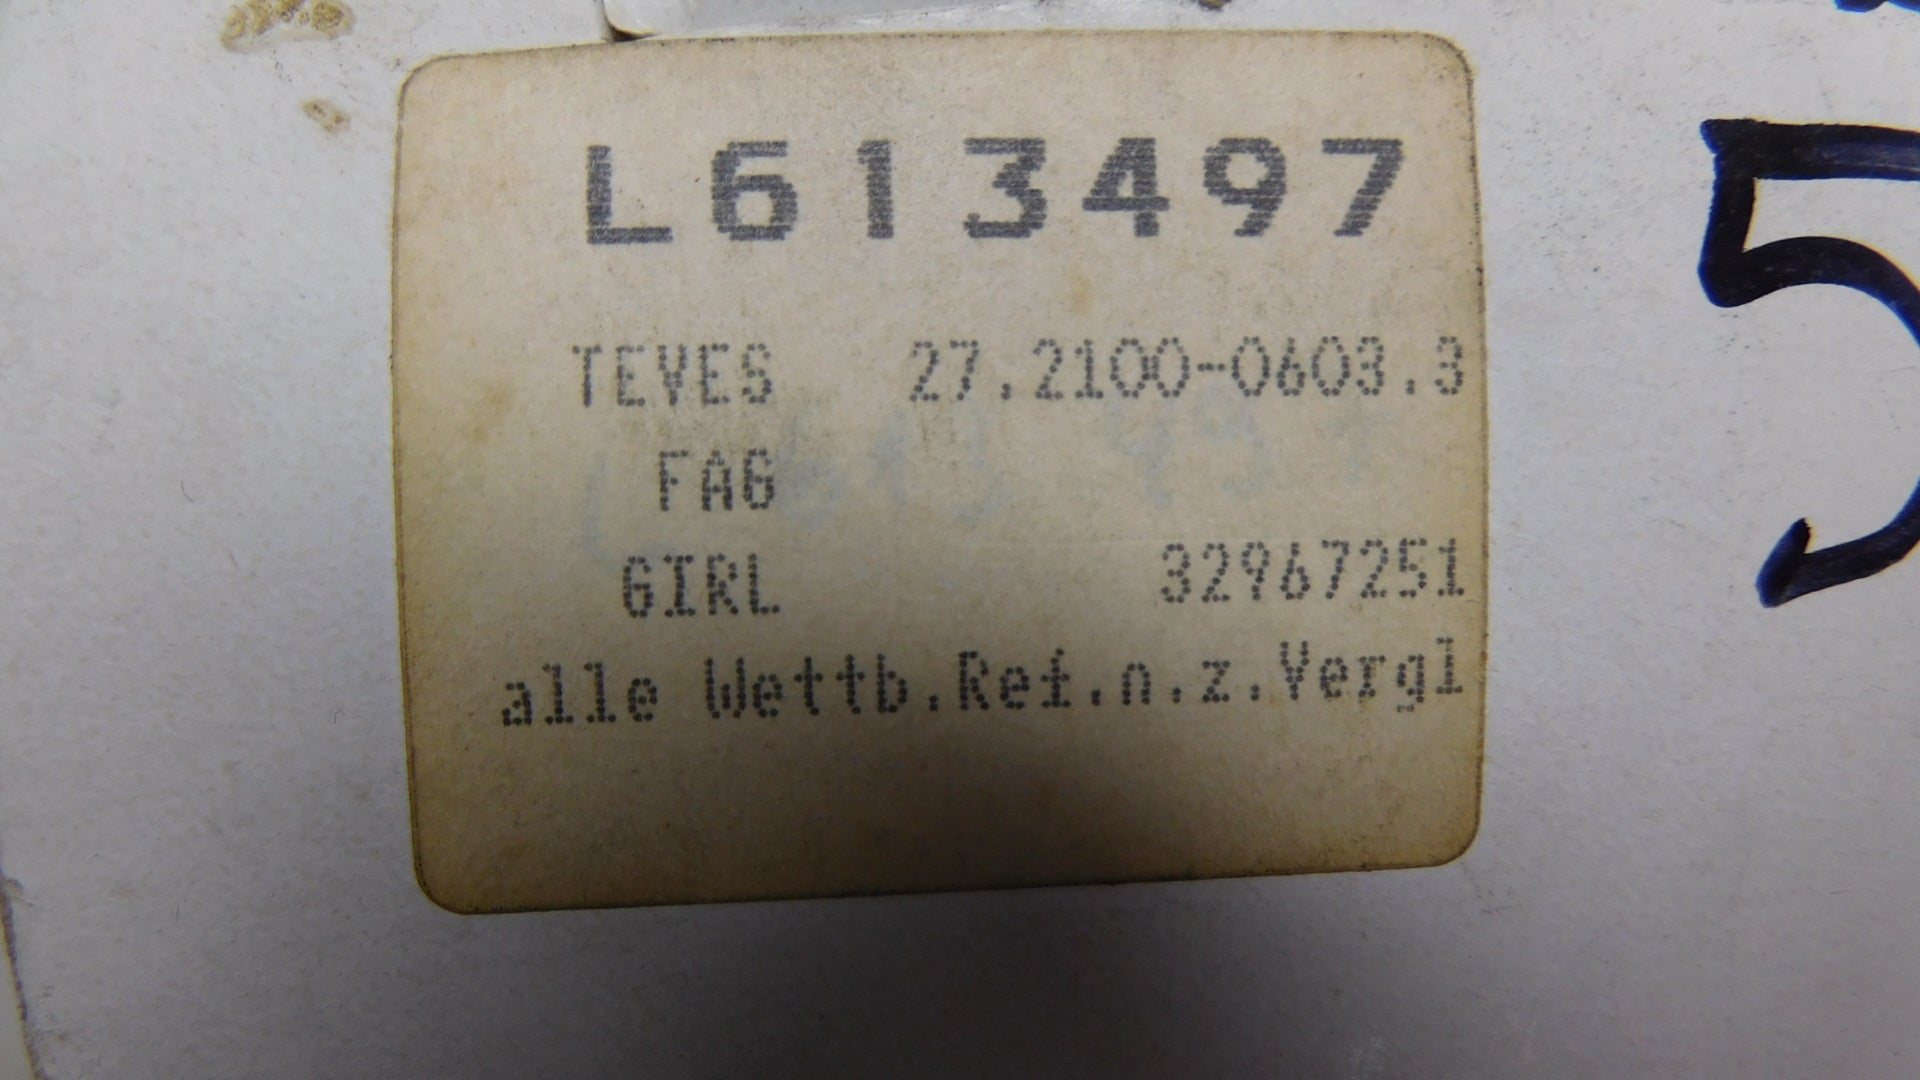 L613497
5
TEVES 27.2100-0603.3
FAG
GIRL 32967251
alle Wettb.Ref.n.z.Vergl